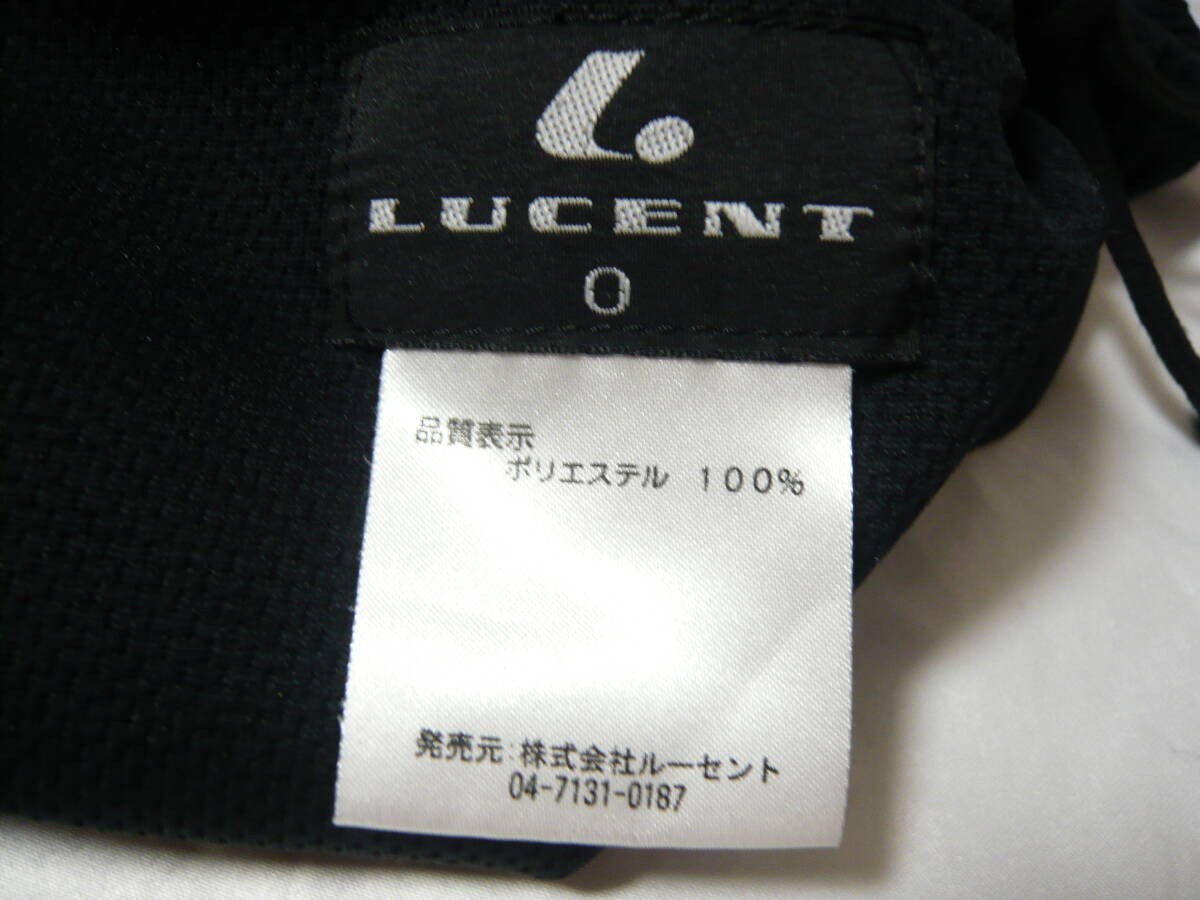 LUCENT
O
品質表示
ポリエステル 100%
発売元:株式会社ルーセント
04-7131-0187